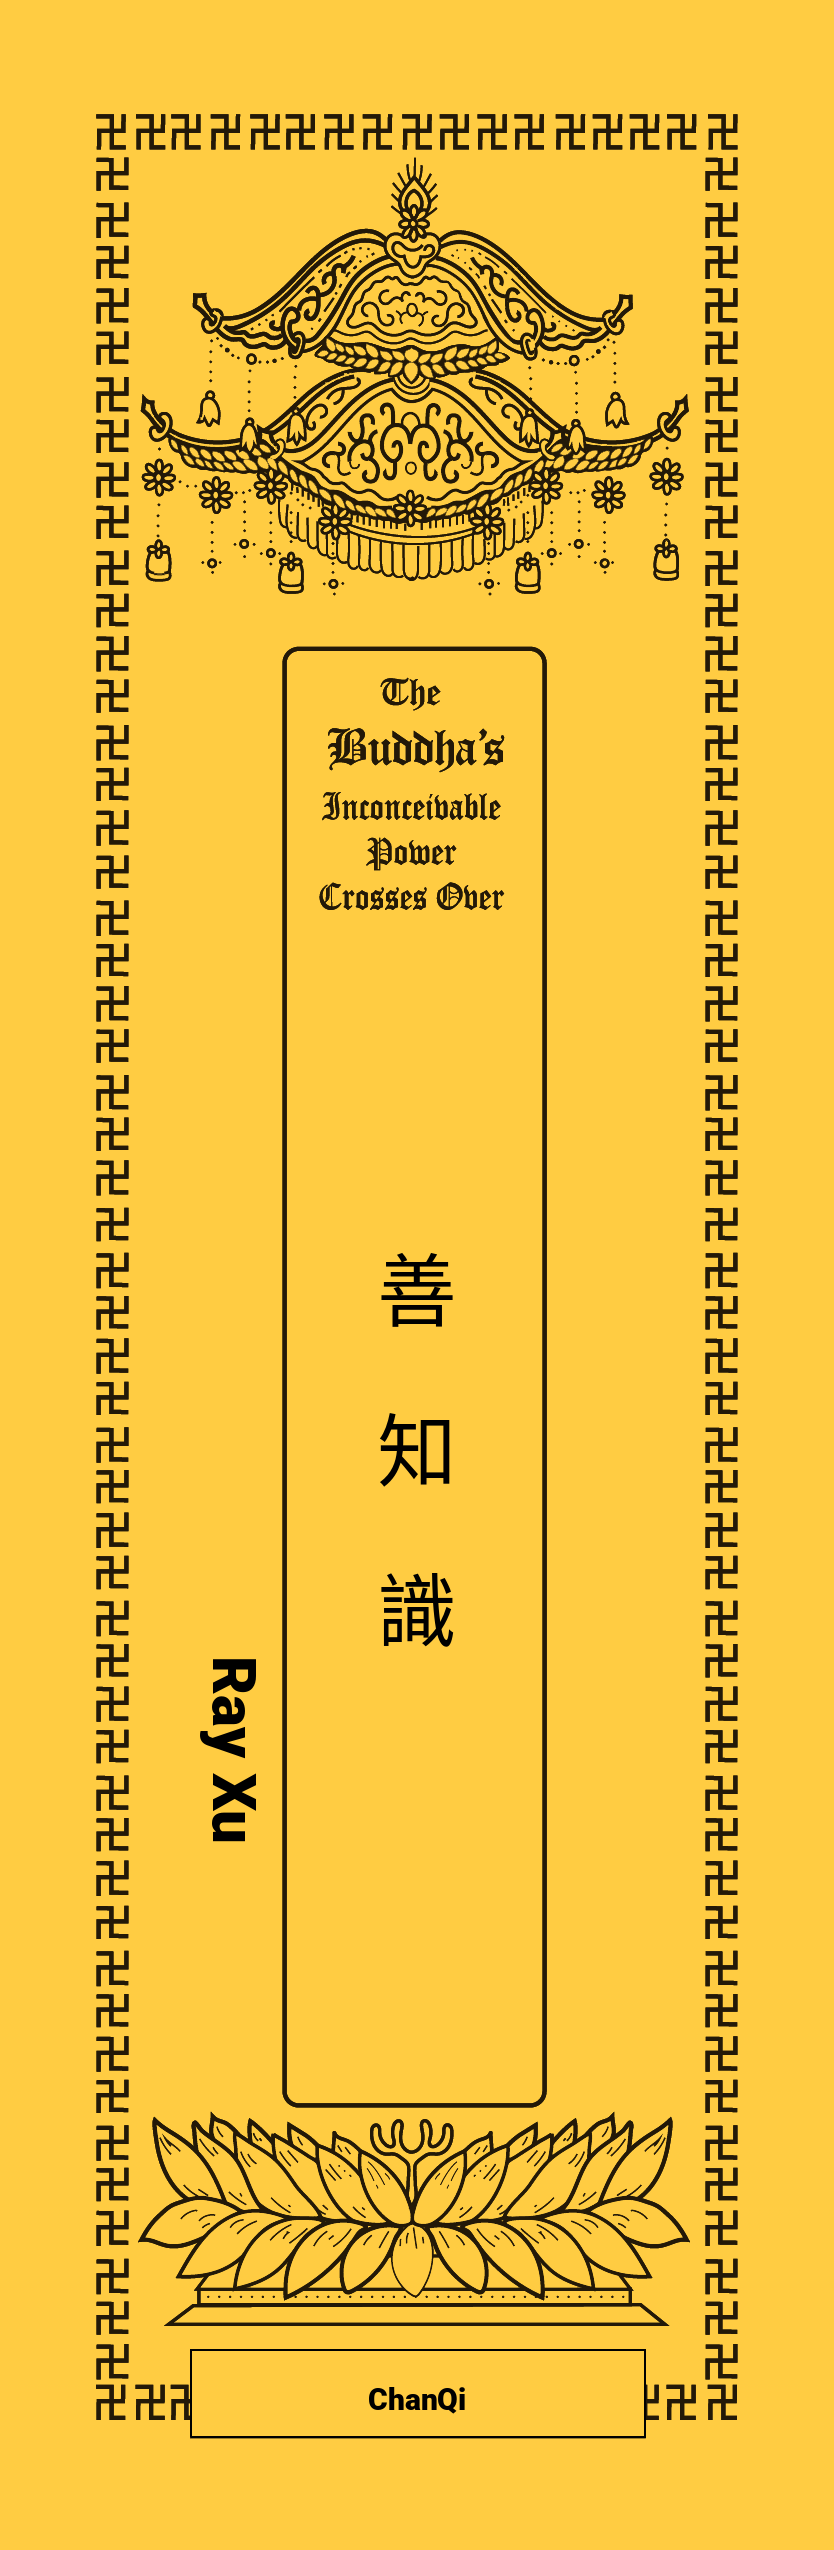 The
Buddha's
Inconceivable
Power
Crosses Over
善
知
識
Ray Xu
ChanQi